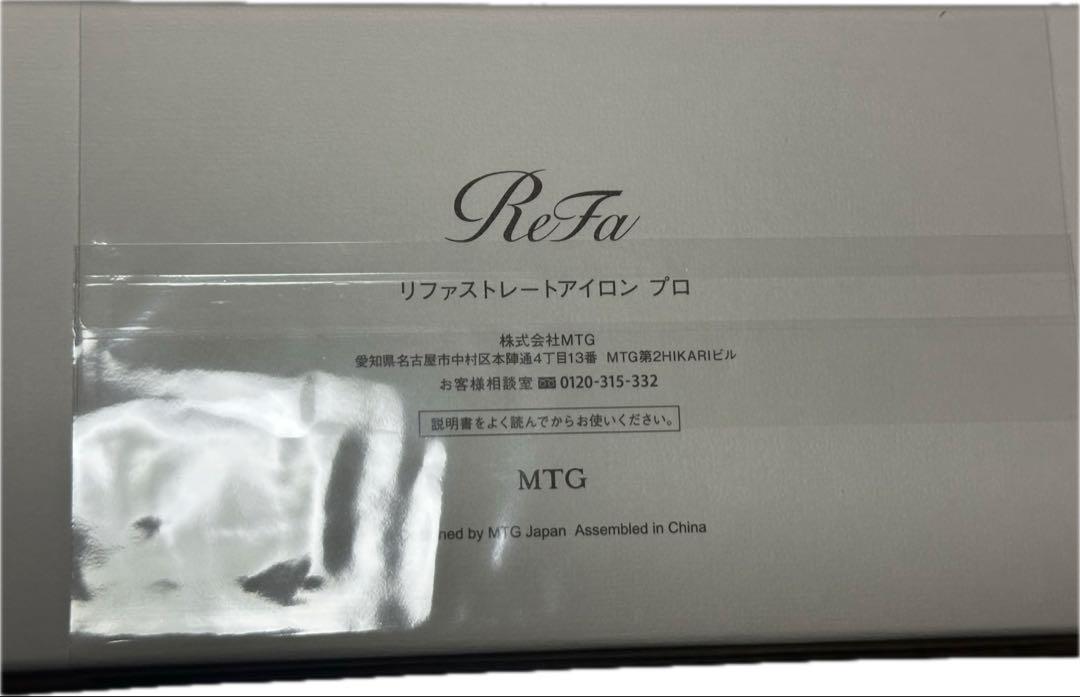 ReFa
リファストレートアイロン プロ
株式会社MTG
愛知県名古屋市中村区本陣通4丁目13番 MTG第2HIKARIビル
お客様相談室 0120-315-332
説明書をよく読んでからお使いください。
MTG
by MTG Japan Assembled in China